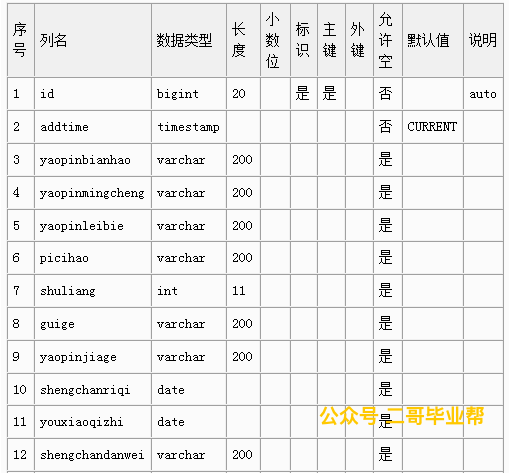 序号 列名 数据类型 长度 小数位 标识 主键 外键 允许空 默认值 说明
1 id bigint 20 是 是 否 auto
2 addtime timestamp 否 CURRENT
3 yaopinbianhao varchar 200 是
4 yaopinmingcheng varchar 200 是
5 yaopinleibie varchar 200 是
6 picihao varchar 200 是
7 shuliang int 11 是
8 guige varchar 200 是
9 yaopinjiage varchar 200 是
10 shengchanriqi date 是
11 youxiaoqizhi date 是
公众号 二哥毕业帮
12 shengchandanwei varchar 200 是